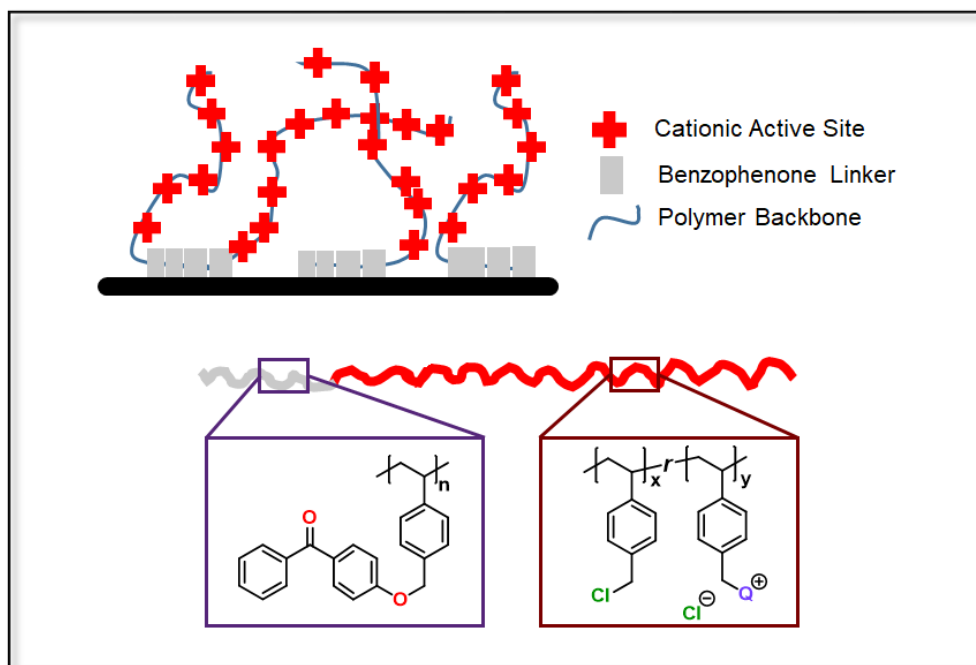 Cationic Active Site
Benzophenone Linker
Polymer Backbone
n
O
O
x
r
y
Cl
Cl⊖
Q⊕